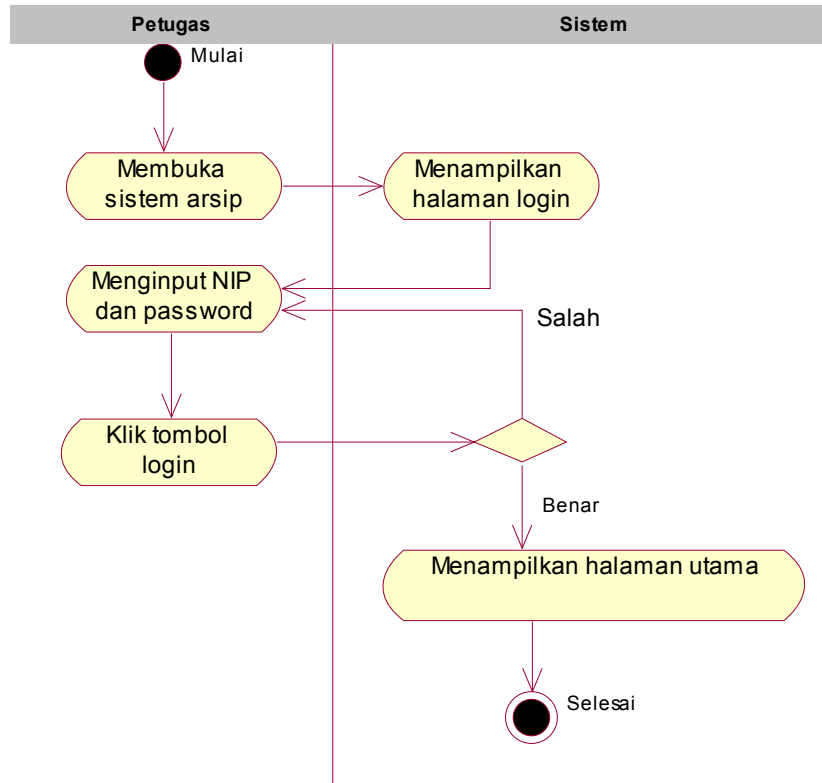 Petugas
Sistem
Mulai
Membuka
sistem arsip
Menampilkan
halaman login
Menginput NIP
dan password
Salah
Klik tombol
login
Benar
Menampilkan halaman utama
Selesai